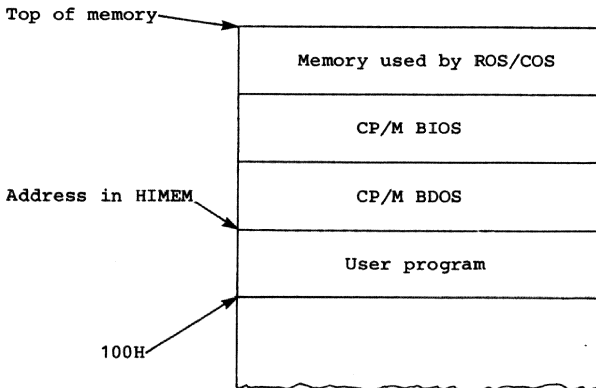 Top of memory
Memory used by ROS/COS
CP/M BIOS
Address in HIMEM
CP/M BDOS
User program
100H